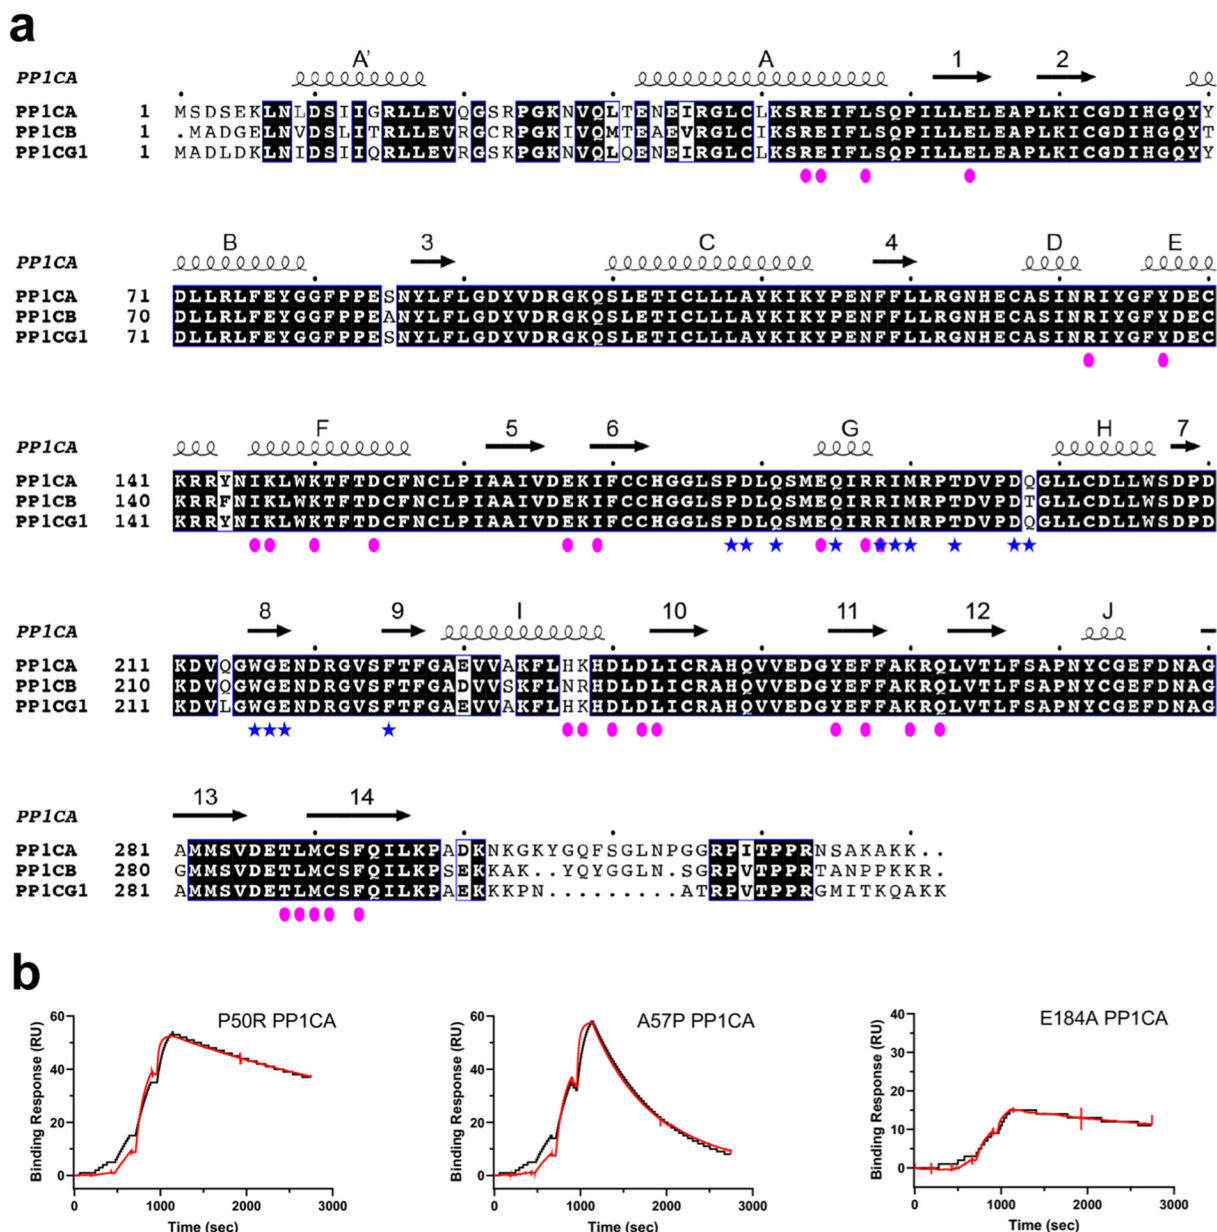 a
A' A 1 2
PP1CA
PP1CA 1 MSDSEKLNLDSIIGRLLEVQGSRPGKNVQLTENEIRGLCLKSREIFLSQPILLELEAPLKICGDIHGQYY
PP1CB 1 .MADGELNVDSLITRLLEVRGCRPGKIVQMTEAEVRGLCIKSREIFLSQPILLELEAPLKICGDIHGQYT
PP1CG1 1 MADLDKLNIDSIIQRLLEVRGSKPGKNVQLQENEIRGLCLKSREIFLSQPILLELEAPLKICGDIHGQYY
B 3 C 4 D E
PP1CA
PP1CA 71 DLLRLFEYGGFPPESNYLFLGDYVDRGKQSLETICLLLAYKIKYPENFFLLRGNHECASINRIYGFYDEC
PP1CB 70 DLLRLFEYGGFPPEANYLFLGDYVDRGKQSLETICLLLAYKIKYPENFFLLRGNHECASINRIYGFYDEC
PP1CG1 71 DLLRLFEYGGFPPESNYLFLGDYVDRGKQSLETICLLLAYKIKYPENFFLLRGNHECASINRIYGFYDEC
F 5 6 G H 7
PP1CA
PP1CA 141 KRRYNIKLWKTFTDCFNCLPIAAIVDEKIFCCHGGLSPDLQSMEQIRRIMRPTDVPDQGLLCDLLWSDPD
PP1CB 140 KRRFNIKLWKTFTDCFNCLPIAAIVDEKIFCCHGGLSPDLQSMEQIRRIMRPTDVPDTGLLCDLLWSDPD
PP1CG1 141 KRRYNIKLWKTFTDCFNCLPIAAIVDEKIFCCHGGLSPDLQSMEQIRRIMRPTDVPDQGLLCDLLWSDPD
8 9 I 10 11 12 J
PP1CA
PP1CA 211 KDVQGWGENDRGVSFTFGAEVVAKFLHKHDLDLICRAHQVVEDGYEFFAKRQLVTLFSAPNYCGEFDNAG
PP1CB 210 KDVQGWGENDRGVSFTFGADVVSKFLNRHDLDLICRAHQVVEDGYEFFAKRQLVTLFSAPNYCGEFDNAG
PP1CG1 211 KDVLGWGENDRGVSFTFGAEVVAKFLHKHDLDLICRAHQVVEDGYEFFAKRQLVTLFSAPNYCGEFDNAG
13 14
PP1CA
PP1CA 281 AMMSVDETLMCSFQILKPADKNKGKYGQFSGLNPGGRPITPPRNSAKAKK..
PP1CB 280 GMMSVDETLMCSFQILKPSEKKAK..YQYGGLN.SGRPVTPPRTANPPKKR.
PP1CG1 281 AMMSVDETLMCSFQILKPAEKKKPN.........ATRPVTPPRGMITKQAKK
b
P50R PP1CA
Binding Response (RU)
60
40
20
0
0 1000 2000 3000
Time (sec)
A57P PP1CA
Binding Response (RU)
60
40
20
0
0 1000 2000 3000
Time (sec)
E184A PP1CA
Binding Response (RU)
40
30
20
10
0
0 1000 2000 3000
Time (sec)